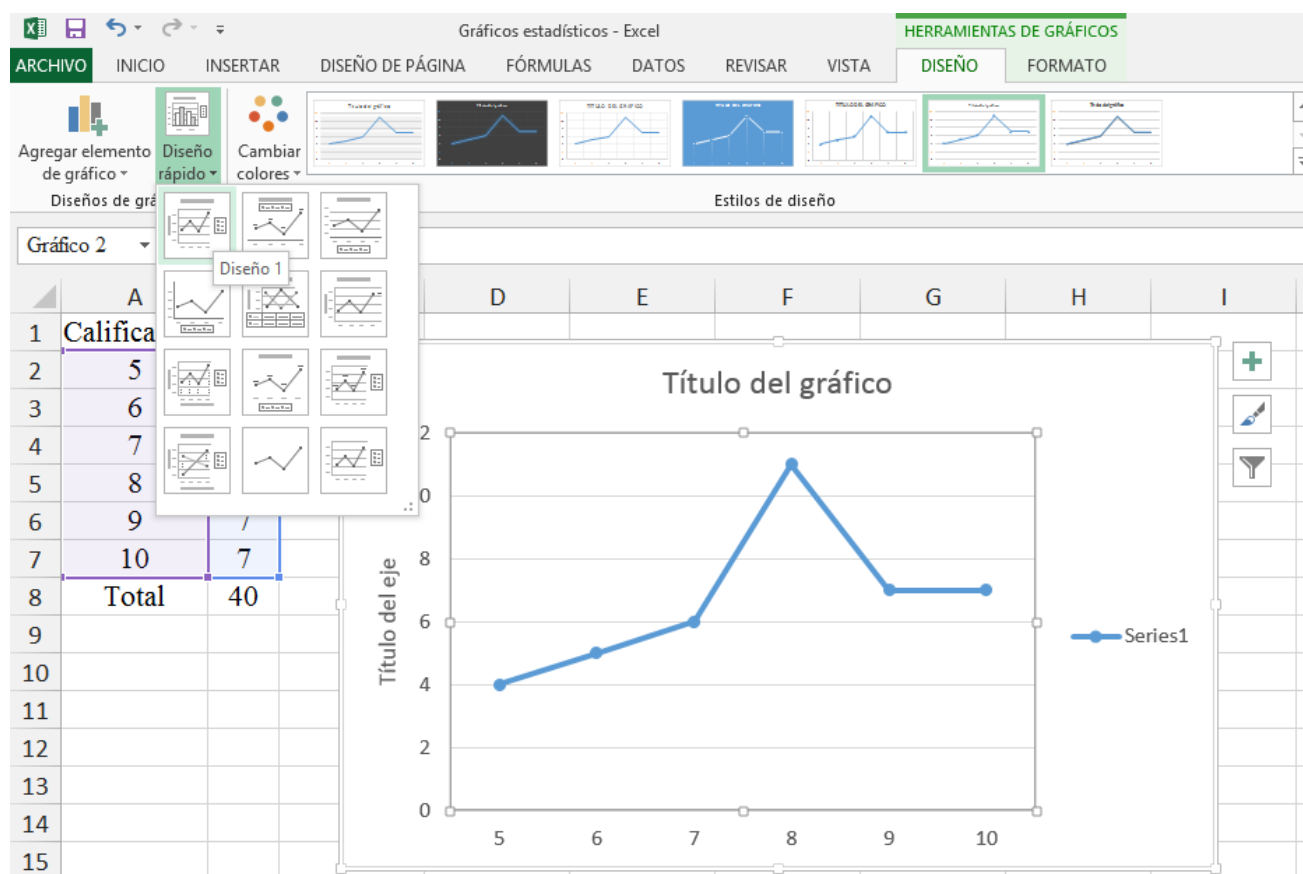 Gráficos estadísticos - Excel
HERRAMIENTAS DE GRÁFICOS
ARCHIVO INICIO INSERTAR DISEÑO DE PÁGINA FÓRMULAS DATOS REVISAR VISTA DISEÑO FORMATO
Agregar elemento
de gráfico
Diseño
rápido
Cambiar
colores
Diseños de grá
Estilos de diseño
Gráfico 2
Diseño 1
A D E F G H I
1 Califica
2 5
3 6
4 7
5 8
6 9 7
7 10 7
8 Total 40
9
10
11
12
13
14
15
Título del gráfico
2
0
8
6
4
2
0
Título del eje
5 6 7 8 9 10
Series1